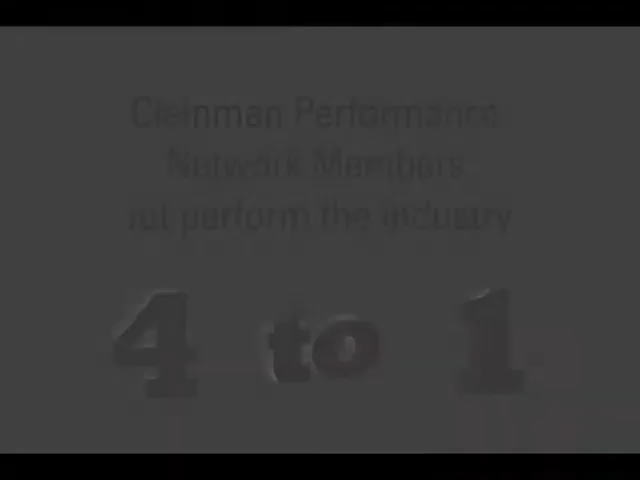 Cleinman Performance
Network Members
out perform the industry
4 to 1